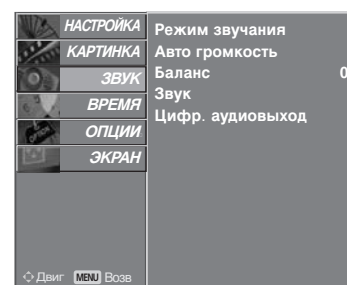 НАСТРОЙКА
КАРТИНКА
ЗВУК
ВРЕМЯ
ОПЦИИ
ЭКРАН
Режим звучания
Авто громкость
Баланс 0
Звук
Цифр. аудиовыход
Двиг MENU Возв